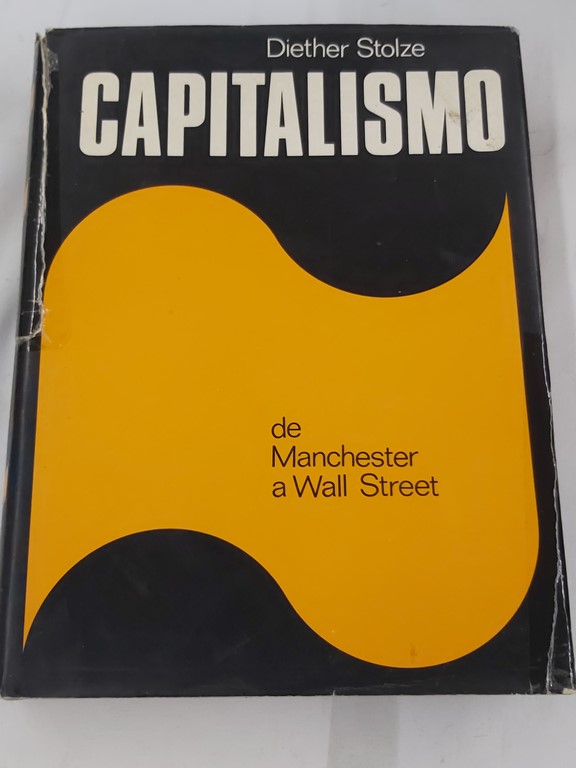 Diether Stolze
CAPITALISMO
de
Manchester
a Wall Street